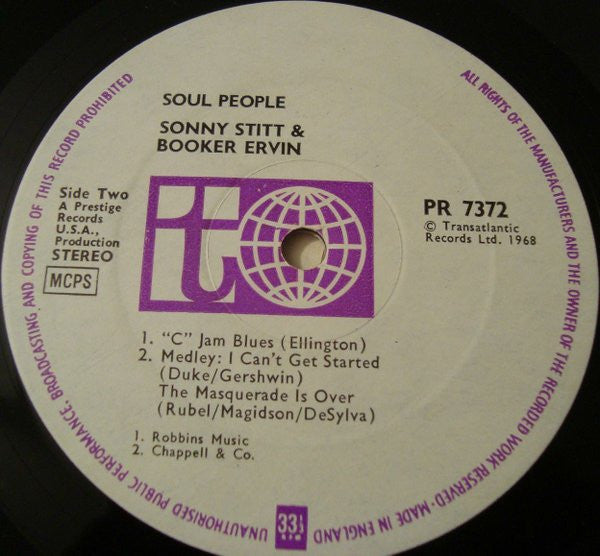 SOUL PEOPLE
SONNY STITT &
BOOKER ERVIN
Side Two
A Prestige
Records
U.S.A.,
Production
STEREO
MCPS
it
PR 7372
© Transatlantic
Records Ltd. 1968
1. “C” Jam Blues (Ellington)
2. Medley: I Can't Get Started
(Duke/Gershwin)
The Masquerade Is Over
(Rubel/Magidson/DeSylva)
1. Robbins Music
2. Chappell & Co.
ALL RIGHTS OF THE MANUFACTURERS AND THE OWNER OF THE RECORDED WORK RESERVED · MADE IN ENGLAND
33⅓
UNAUTHORISED PUBLIC PERFORMANCE, BROADCASTING AND COPYING OF THIS RECORD PROHIBITED